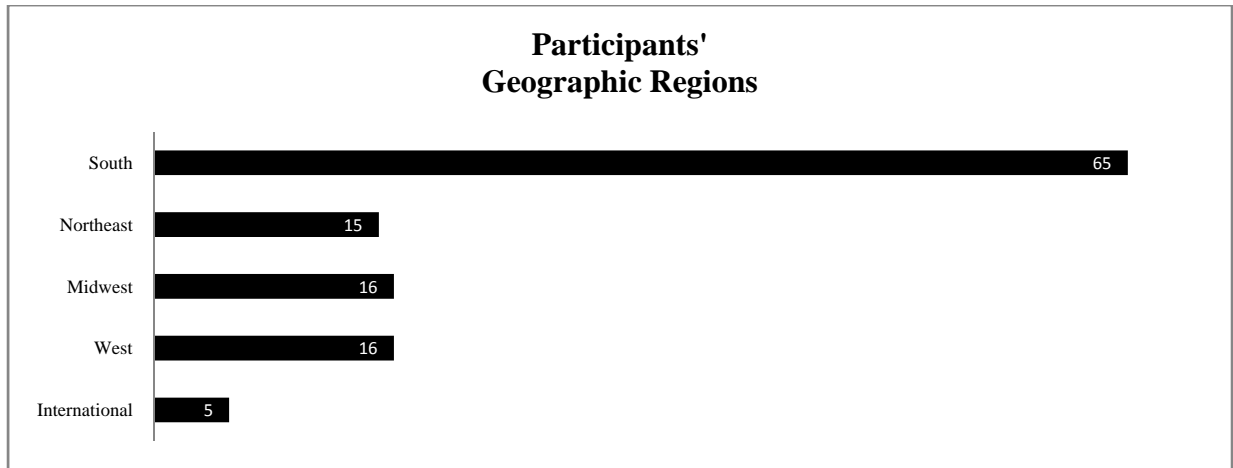 Participants'
Geographic Regions
South 65
Northeast 15
Midwest 16
West 16
International 5